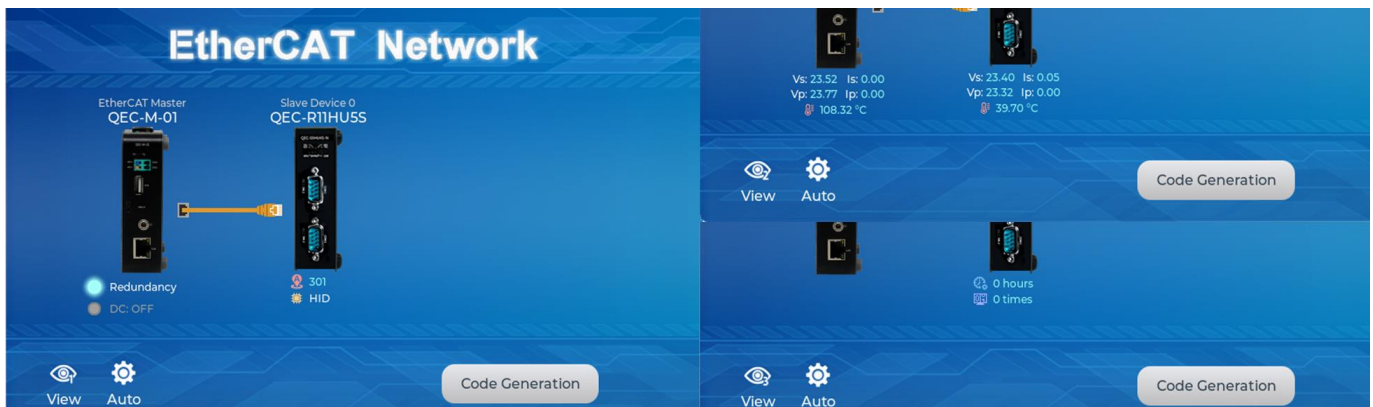 EtherCAT Network
EtherCAT Master
QEC-M-01
Slave Device 0
QEC-R11HU5S
Redundancy
DC: OFF
301
HID
View
Auto
Code Generation
Vs: 23.52 Is: 0.00
Vp: 23.77 Ip: 0.00
108.32 °C
Vs: 23.40 Is: 0.05
Vp: 23.32 Ip: 0.00
39.70 °C
View
Auto
Code Generation
0 hours
0 times
View
Auto
Code Generation